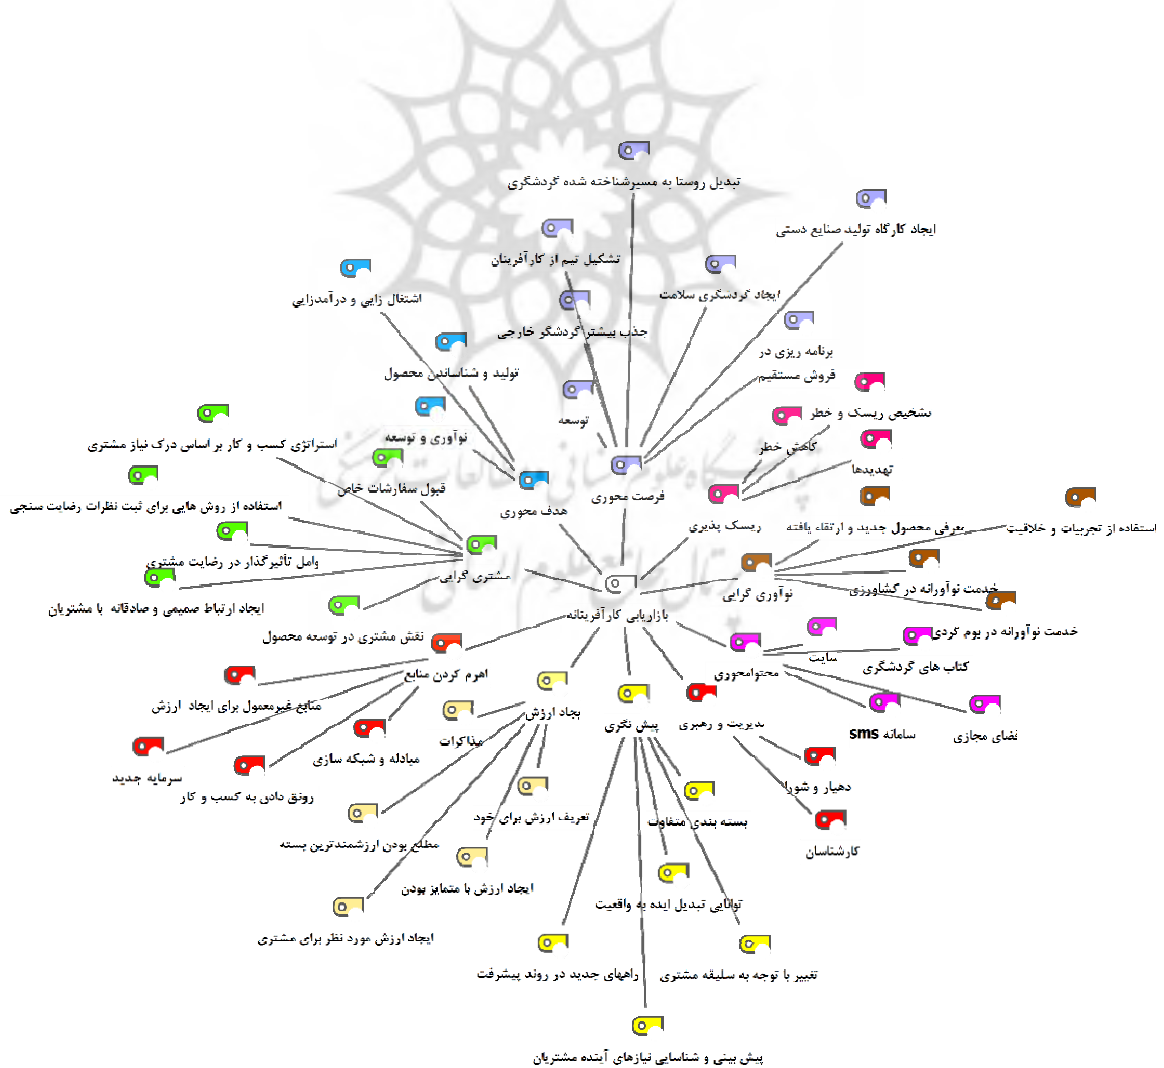 تبدیل روستا به مسیرشناخته شده گردشگری
ایجاد کارگاه تولید صنایع دستی
تشکیل تیم از کارآفرینان
ایجاد گردشگری سلامت
اشتغال زایی و درآمدزایی
جذب بیشتر گردشگر خارجی
برنامه ریزی در
فروش مستقیم
تولید و شناساندن محصول
توسعه
تشخیص ریسک و خطر
کاهش خطر
تهدیدها
نوآوری و توسعه
استراتژی کسب و کار بر اساس درک نیاز مشتری
قبول سفارشات خاص
فرصت محوری
هدف محوری
ریسک پذیری
استفاده از روش هایی برای ثبت نظرات رضایت سنجی
معرفی محصول جدید و ارتقاء یافته
استفاده از تجربیات و خلاقیت
وامل تأثیرگذار در رضایت مشتری
مشتری گرایی
نوآوری گرایی
خدمت نوآورانه در گشاورزی
ایجاد ارتباط صمیمی و صادقانه با مشتریان
بازاریابی کارآفرینانه
خدمت نوآورانه در بوم گردی
نقش مشتری در توسعه محصول
سایت
کتاب های گردشگری
محتوامحوری
اهرم کردن منابع
منابع غیرمعمول برای ایجاد ارزش
یجاد ارزش
پیش نگری
مدیریت و رهبری
سامانه sms
فضای مجازی
مذاکرات
مبادله و شبکه سازی
سرمایه جدید
رونق دادن به کسب و کار
دهیار و شورا
تعریف ارزش برای خود
بسته بندی متفاوت
مطلع بودن ارزشمندترین بسته
کارشناسان
ایجاد ارزش با متمایز بودن
توانایی تبدیل ایده به واقعیت
ایجاد ارزش مورد نظر برای مشتری
راههای جدید در روند پیشرفت
تغییر با توجه به سلیقه مشتری
پیش بینی و شناسایی نیازهای آینده مشتریان